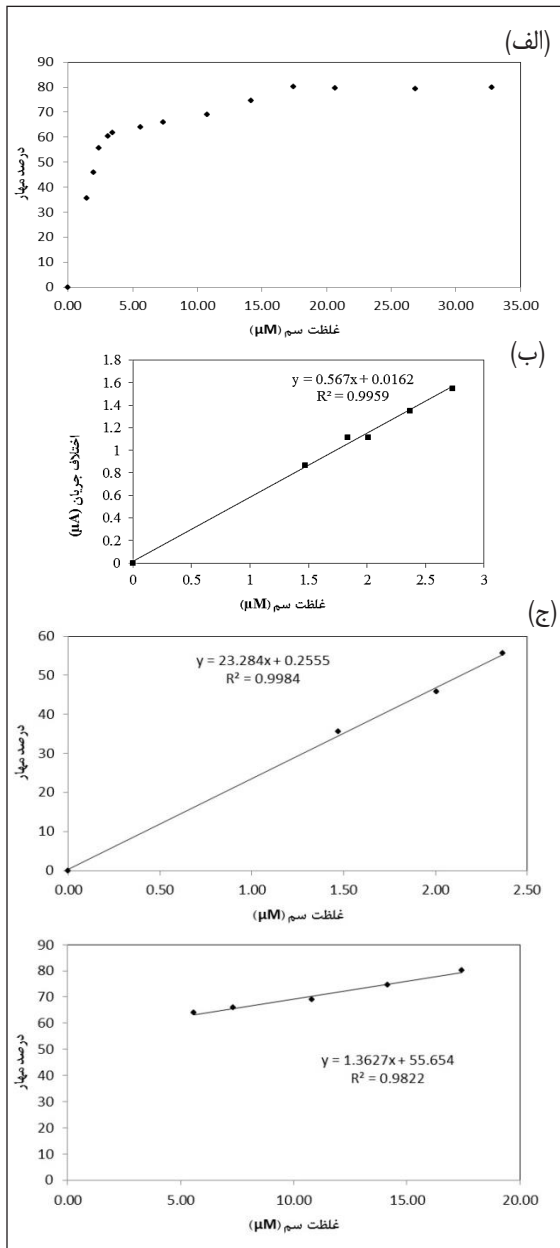 (الف)
90
80
70
60
50
40
30
20
10
0
درصد مهار
0.00 5.00 10.00 15.00 20.00 25.00 30.00 35.00
غلظت سم (µM)
(ب)
1.8
1.6
1.4
1.2
1
0.8
0.6
0.4
0.2
0
y = 0.567x + 0.0162
R² = 0.9959
اختلاف جریان (µA)
0 0.5 1 1.5 2 2.5 3
غلظت سم (µM)
(ج)
60
50
40
30
20
10
0
y = 23.284x + 0.2555
R² = 0.9984
درصد مهار
0.00 0.50 1.00 1.50 2.00 2.50
غلظت سم (µM)
90
80
70
60
50
40
30
20
10
0
درصد مهار
y = 1.3627x + 55.654
R² = 0.9822
0.00 5.00 10.00 15.00 20.00
غلظت سم (µM)